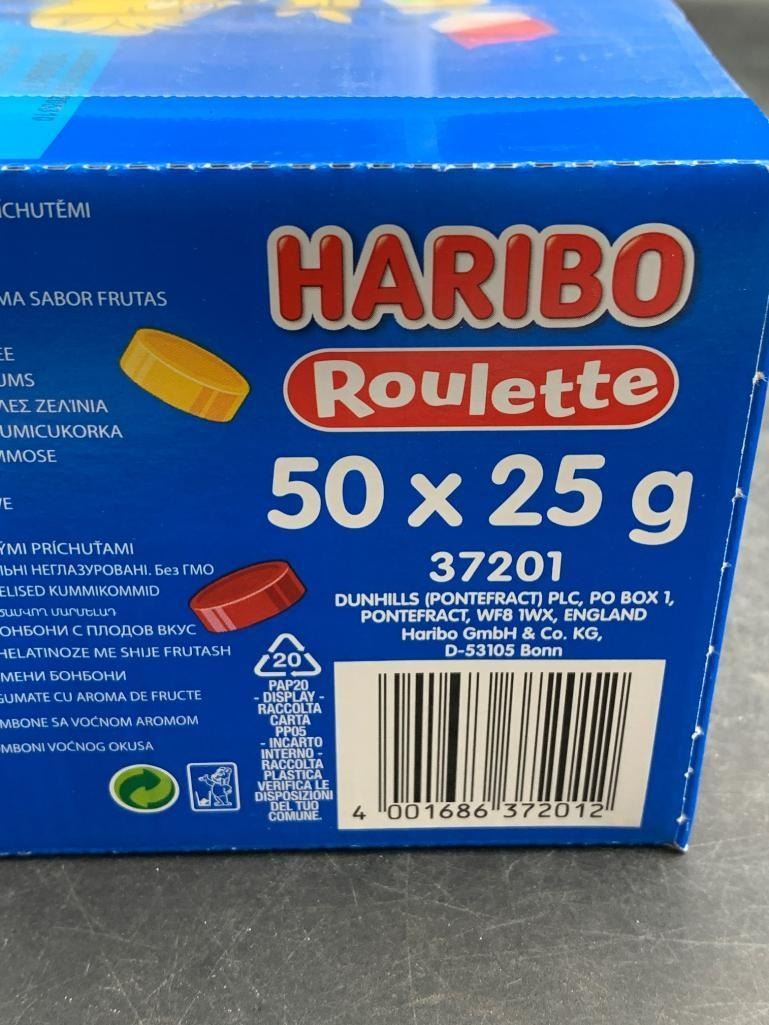 ÍCHUTĚMI
MA SABOR FRUTAS
EE
UMS
ΛΕΣ ΖΕΛΊΝΙΑ
UMICUKORKA
MMOSE
VE
ÝMI PRÍCHUŤAMI
ЬНІ НЕГЛАЗУРОВАНІ. Без ГМО
ELISED KUMMIKOMMID
ОНБОНИ С ПЛОДОВ ВКУС
HELATINOZE ME SHIJE FRUTASH
МЕНИ БОНБОНИ
GUMATE CU AROMA DE FRUCTE
MBONE SA VOĆNOM AROMOM
MBONI VOĆNOG OKUSA
HARIBO
Roulette
50 x 25 g
37201
DUNHILLS (PONTEFRACT) PLC, PO BOX 1,
PONTEFRACT, WF8 1WX, ENGLAND
Haribo GmbH & Co. KG,
D-53105 Bonn
20
PAP20
- DISPLAY -
RACCOLTA
CARTA
PP05
- INCARTO
INTERNO -
RACCOLTA
PLASTICA
VERIFICA LE
DISPOSIZIONI
DEL TUO
COMUNE.
4 001686 372012